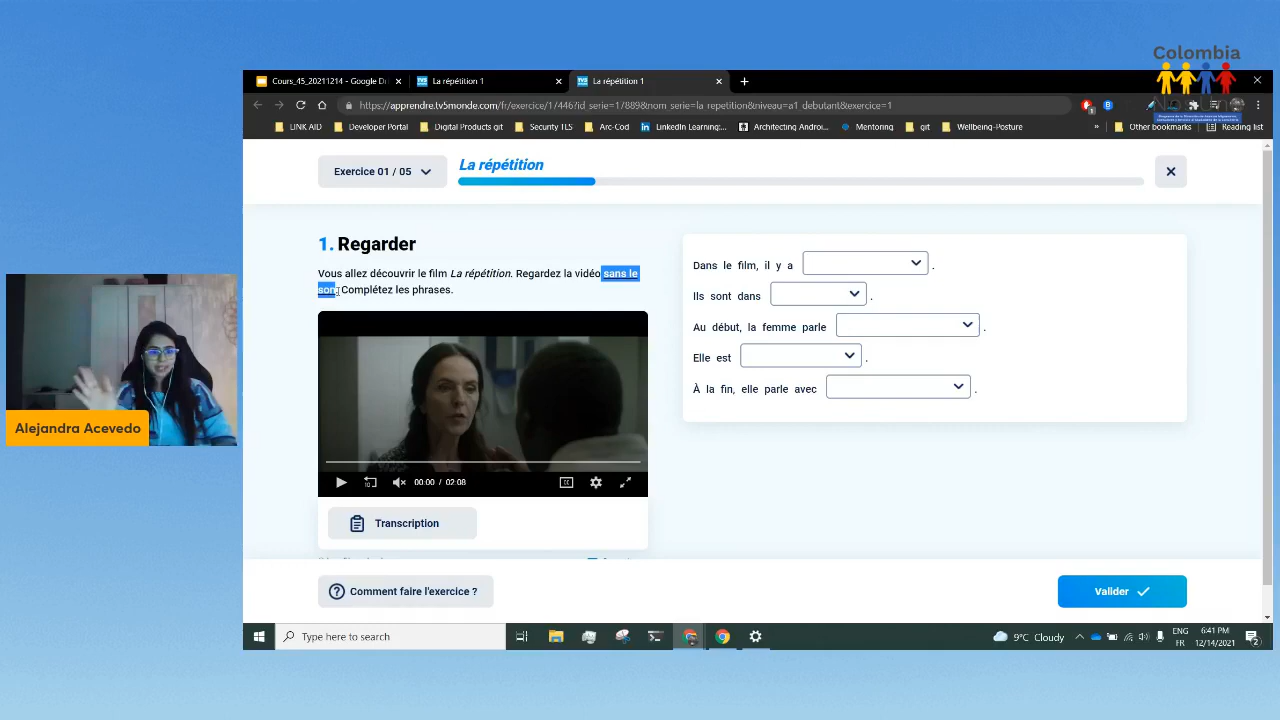 Colombia
Cours_45_20211214 - Google Dr
La répétition 1
La répétition 1
https://apprendre.tv5monde.com/fr/exercice/1/446?id_serie=1/889&nom_serie=la_repetition&niveau=a1_debutant&exercice=1
LINK AID
Developer Portal
Digital Products git
Security TLS
Arc-Cod
LinkedIn Learning:...
Architecting Androi...
Mentoring
git
Wellbeing-Posture
»
Other bookmarks
Reading list
Exercice 01 / 05
La répétition
1. Regarder
Vous allez découvrir le film La répétition. Regardez la vidéo sans le
son. Complétez les phrases.
00:00 / 02:08
Transcription
Dans le film, il y a .
Ils sont dans .
Au début, la femme parle .
Elle est .
À la fin, elle parle avec .
Comment faire l'exercice ?
Valider
Alejandra Acevedo
Type here to search
9°C Cloudy
ENG
FR
6:41 PM
12/14/2021
2